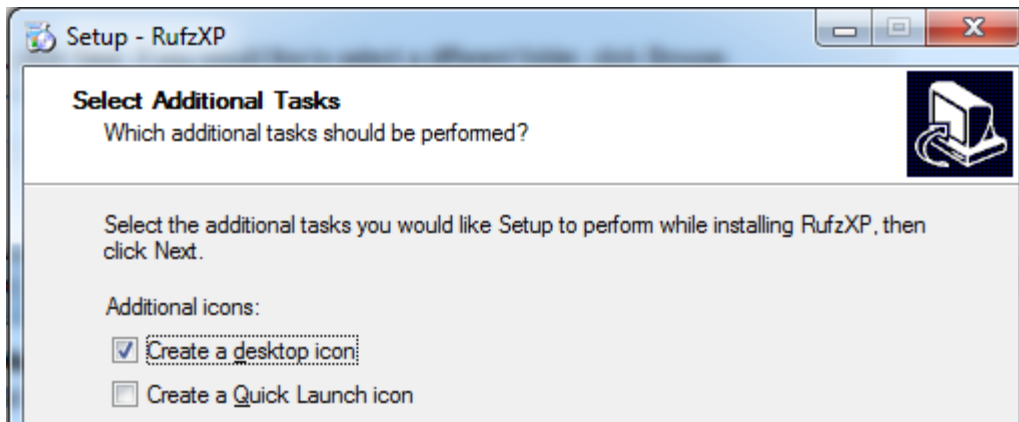 Setup - RufzXP
Select Additional Tasks
Which additional tasks should be performed?
Select the additional tasks you would like Setup to perform while installing RufzXP, then
click Next.
Additional icons:
Create a desktop icon
Create a Quick Launch icon